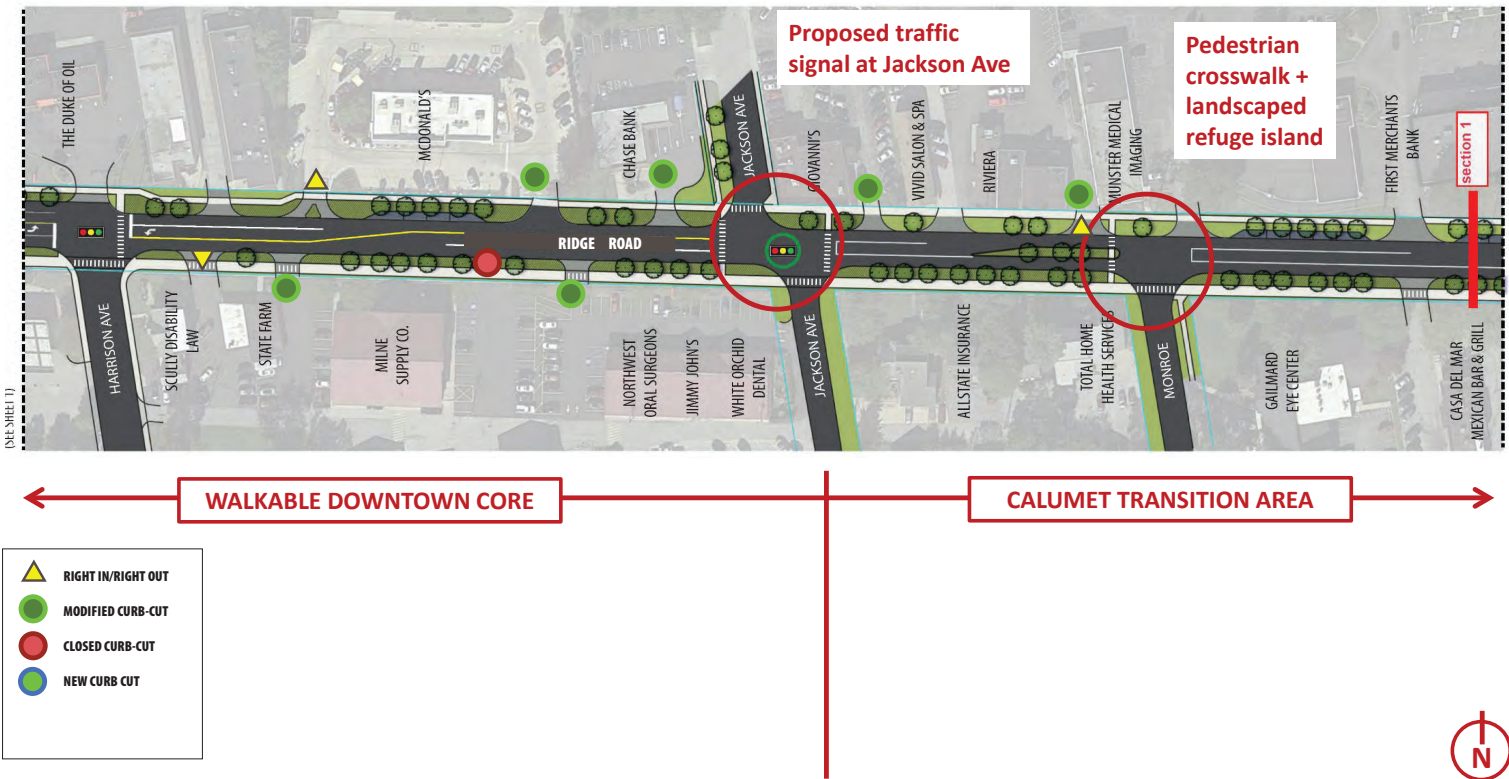 Proposed traffic
signal at Jackson Ave
Pedestrian
crosswalk +
landscaped
refuge island
THE DUKE OF OIL
MCDONALD'S
CHASE BANK
JACKSON AVE
GIOVANNI'S
VIVID SALON & SPA
RIVIERA
MUNSTER MEDICAL
IMAGING
FIRST MERCHANTS
BANK
section 1
RIDGE ROAD
HARRISON AVE
SCULLY DISABILITY
LAW
STATE FARM
MILNE
SUPPLY CO.
NORTHWEST
ORAL SURGEONS
JIMMY JOHN'S
WHITE ORCHID
DENTAL
JACKSON AVE
ALLSTATE INSURANCE
TOTAL HOME
HEALTH SERVICES
MONROE
GAILMARD
EYE CENTER
CASA DEL MAR
MEXICAN BAR & GRILL
(SEE SHEET 1)
WALKABLE DOWNTOWN CORE
CALUMET TRANSITION AREA
RIGHT IN/RIGHT OUT
MODIFIED CURB-CUT
CLOSED CURB-CUT
NEW CURB CUT
N